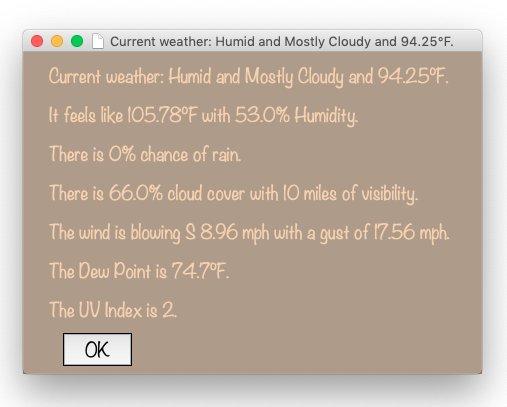 Current weather: Humid and Mostly Cloudy and 94.25°F.
Current weather: Humid and Mostly Cloudy and 94.25°F.
It feels like 105.78°F with 53.0% Humidity.
There is 0% chance of rain.
There is 66.0% cloud cover with 10 miles of visibility.
The wind is blowing S 8.96 mph with a gust of 17.56 mph.
The Dew Point is 74.7°F.
The UV Index is 2.
OK